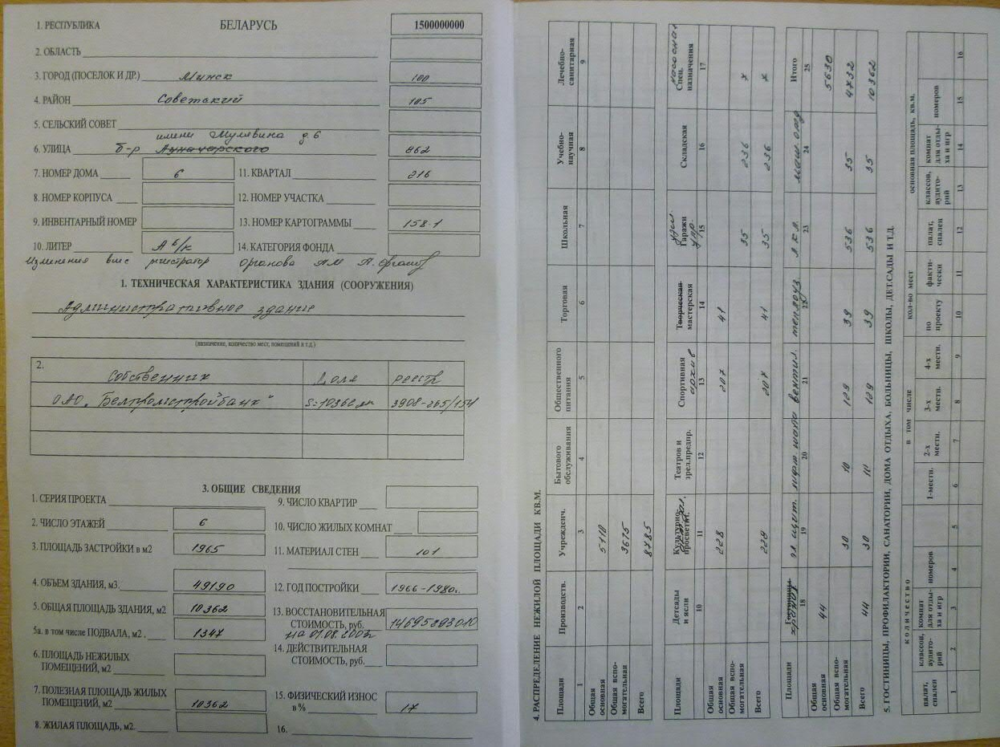 1. РЕСПУБЛИКА БЕЛАРУСЬ 1500000000
2. ОБЛАСТЬ
3. ГОРОД (ПОСЕЛОК И ДР.) Минск 100
4. РАЙОН Советский 105
5. СЕЛЬСКИЙ СОВЕТ
имени Мулявина д. 6
6. УЛИЦА б-р Луначарского 862
7. НОМЕР ДОМА 6 11. КВАРТАЛ 216
8. НОМЕР КОРПУСА 12. НОМЕР УЧАСТКА
9. ИНВЕНТАРНЫЙ НОМЕР 13. НОМЕР КАРТОГРАММЫ 158-1
10. ЛИТЕР А6/к 14. КАТЕГОРИЯ ФОНДА
Изменения внес регистратор
1. ТЕХНИЧЕСКАЯ ХАРАКТЕРИСТИКА ЗДАНИЯ (СООРУЖЕНИЯ)
Административное здание
(назначение, количество мест, помещений и т.д.)
2. Собственник Доля реестр
ОАО "Белпромстройбанк" S=10362 м 3908-265/154
3. ОБЩИЕ СВЕДЕНИЯ
1. СЕРИЯ ПРОЕКТА 9. ЧИСЛО КВАРТИР
2. ЧИСЛО ЭТАЖЕЙ 6 10. ЧИСЛО ЖИЛЫХ КОМНАТ
3. ПЛОЩАДЬ ЗАСТРОЙКИ в м2 1965 11. МАТЕРИАЛ СТЕН 101
4. ОБЪЕМ ЗДАНИЯ, м3. 49190 12. ГОД ПОСТРОЙКИ 1966-1980г.
5. ОБЩАЯ ПЛОЩАДЬ ЗДАНИЯ, м2 10362 13. ВОССТАНОВИТЕЛЬНАЯ СТОИМОСТЬ, руб. 14695293010
5а. в том числе ПОДВАЛА, м2. 1347 на 01.08.2003г
6. ПЛОЩАДЬ НЕЖИЛЫХ ПОМЕЩЕНИЙ, м2 14. ДЕЙСТВИТЕЛЬНАЯ СТОИМОСТЬ, руб.
7. ПОЛЕЗНАЯ ПЛОЩАДЬ ЖИЛЫХ ПОМЕЩЕНИЙ, м2 10362 15. ФИЗИЧЕСКИЙ ИЗНОС в % 17
8. ЖИЛАЯ ПЛОЩАДЬ, м2. 16.
4. РАСПРЕДЕЛЕНИЕ НЕЖИЛОЙ ПЛОЩАДИ КВ.М.
Площади Производств. Учрежденч. Бытового обслуживания Общественного питания Торговая Школьная Учебно-научная Лечебно-санитарная
1 2 3 4 5 6 7 8 9
Общая основная 5110
Общая вспомогательная 3675
Всего 8785
Площади Детсады и ясли Культурно-просветит. Театров и зрел.предпр. Спортивная архив Творческая мастерская Гаражи Складская насосная Спец. назначения
10 11 12 13 14 15 16 17
Общая основная 228 207 41
Общая вспомогательная 35 236 7
Всего 228 207 41 35 236 7
Площади Гостиницы эл. щит. лифт. шахта вентил. теплоуз. л.кл. маш. отд Итого
18 19 20 21 22 23 24 25
Общая основная 44 5630
Общая вспомогательная 30 10 129 39 536 35 4732
Всего 44 30 10 129 39 536 35 10362
5. ГОСТИНИЦЫ, ПРОФИЛАКТОРИИ, САНАТОРИИ, ДОМА ОТДЫХА, БОЛЬНИЦЫ, ШКОЛЫ, ДЕТ.САДЫ И Т.Д.
количество в том числе кол-во мест основная площадь, кв.м.
палат, спален классов, аудиторий комнат для отдыха и игр номеров 1-местн. 2-х местн. 3-х местн. 4-х местн. по проекту фактически палат, спален классов, аудиторий комнат для отдыха и игр номеров
1 2 3 4 5 6 7 8 9 10 11 12 13 14 15 16